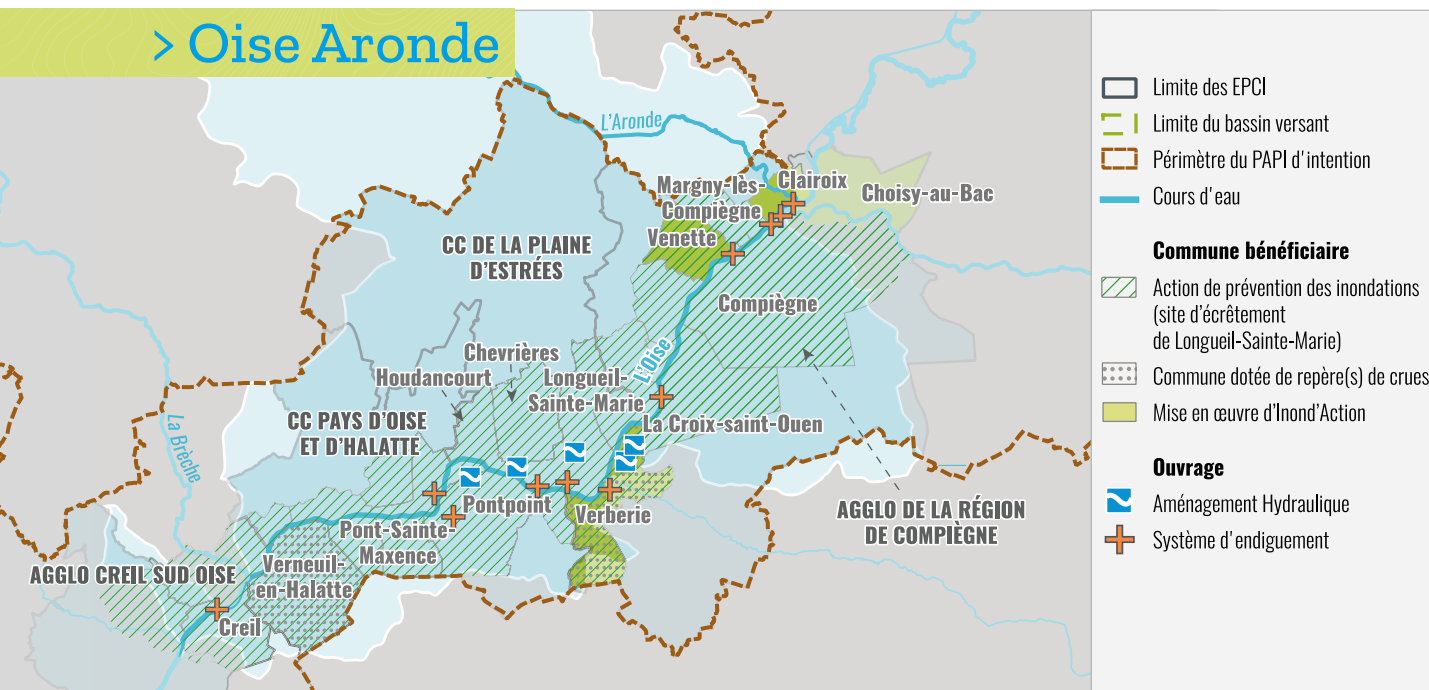 > Oise Aronde
L'Aronde
Margny-lès-
Compiègne
Clairoix
Choisy-au-Bac
Venette
CC DE LA PLAINE
D'ESTRÉES
Compiègne
L'Oise
Chevrières
Houdancourt
Longueil-
Sainte-Marie
La Croix-saint-Ouen
CC PAYS D'OISE
ET D'HALATTE
La Brèche
Pontpoint
Verberie
AGGLO DE LA RÉGION
DE COMPIÈGNE
Pont-Sainte-
Maxence
Verneuil-
en-Halatte
AGGLO CREIL SUD OISE
Creil
Limite des EPCI
Limite du bassin versant
Périmètre du PAPI d'intention
Cours d'eau
Commune bénéficiaire
Action de prévention des inondations
(site d'écrêtement
de Longueil-Sainte-Marie)
Commune dotée de repère(s) de crues
Mise en œuvre d'Inond'Action
Ouvrage
Aménagement Hydraulique
Système d'endiguement